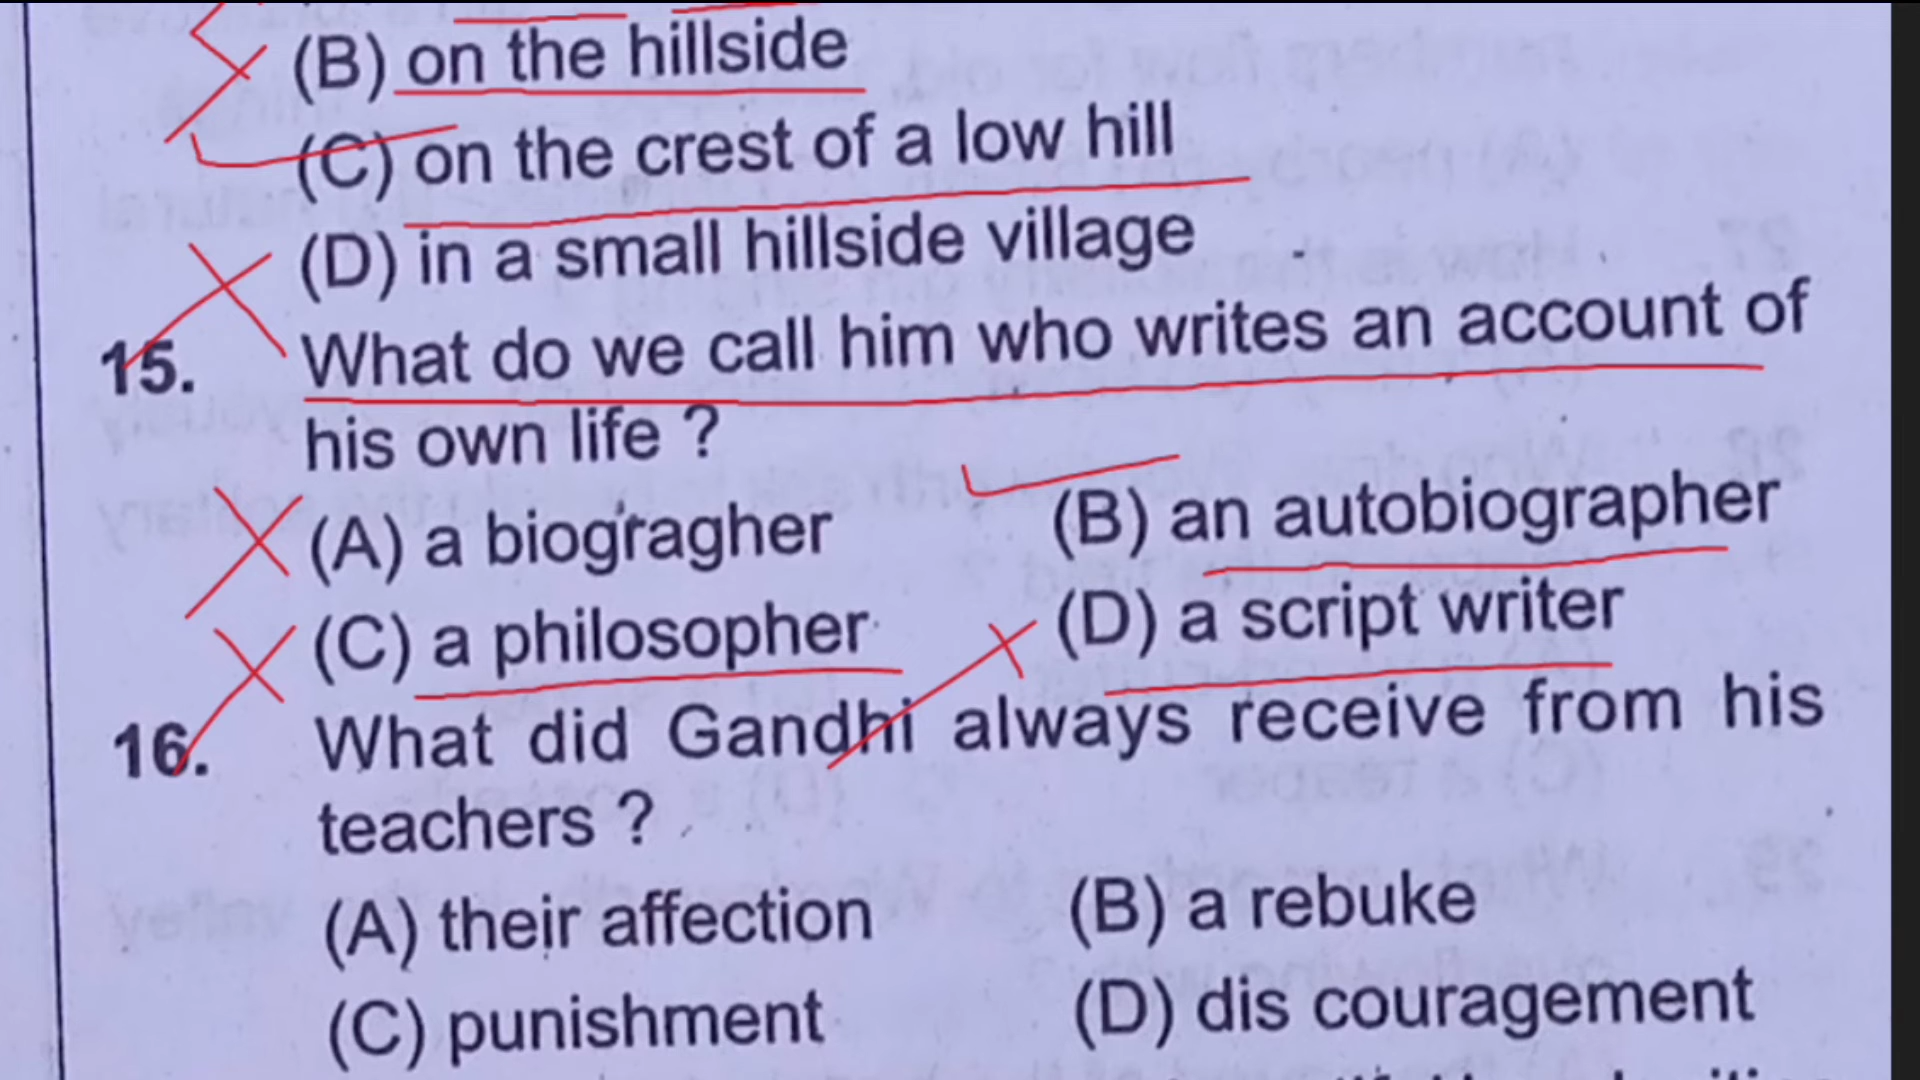 (B) on the hillside
(C) on the crest of a low hill
(D) in a small hillside village
15. What do we call him who writes an account of
his own life ?
(A) a biogragher (B) an autobiographer
(C) a philosopher (D) a script writer
16. What did Gandhi always receive from his
teachers ?
(A) their affection (B) a rebuke
(C) punishment (D) dis couragement